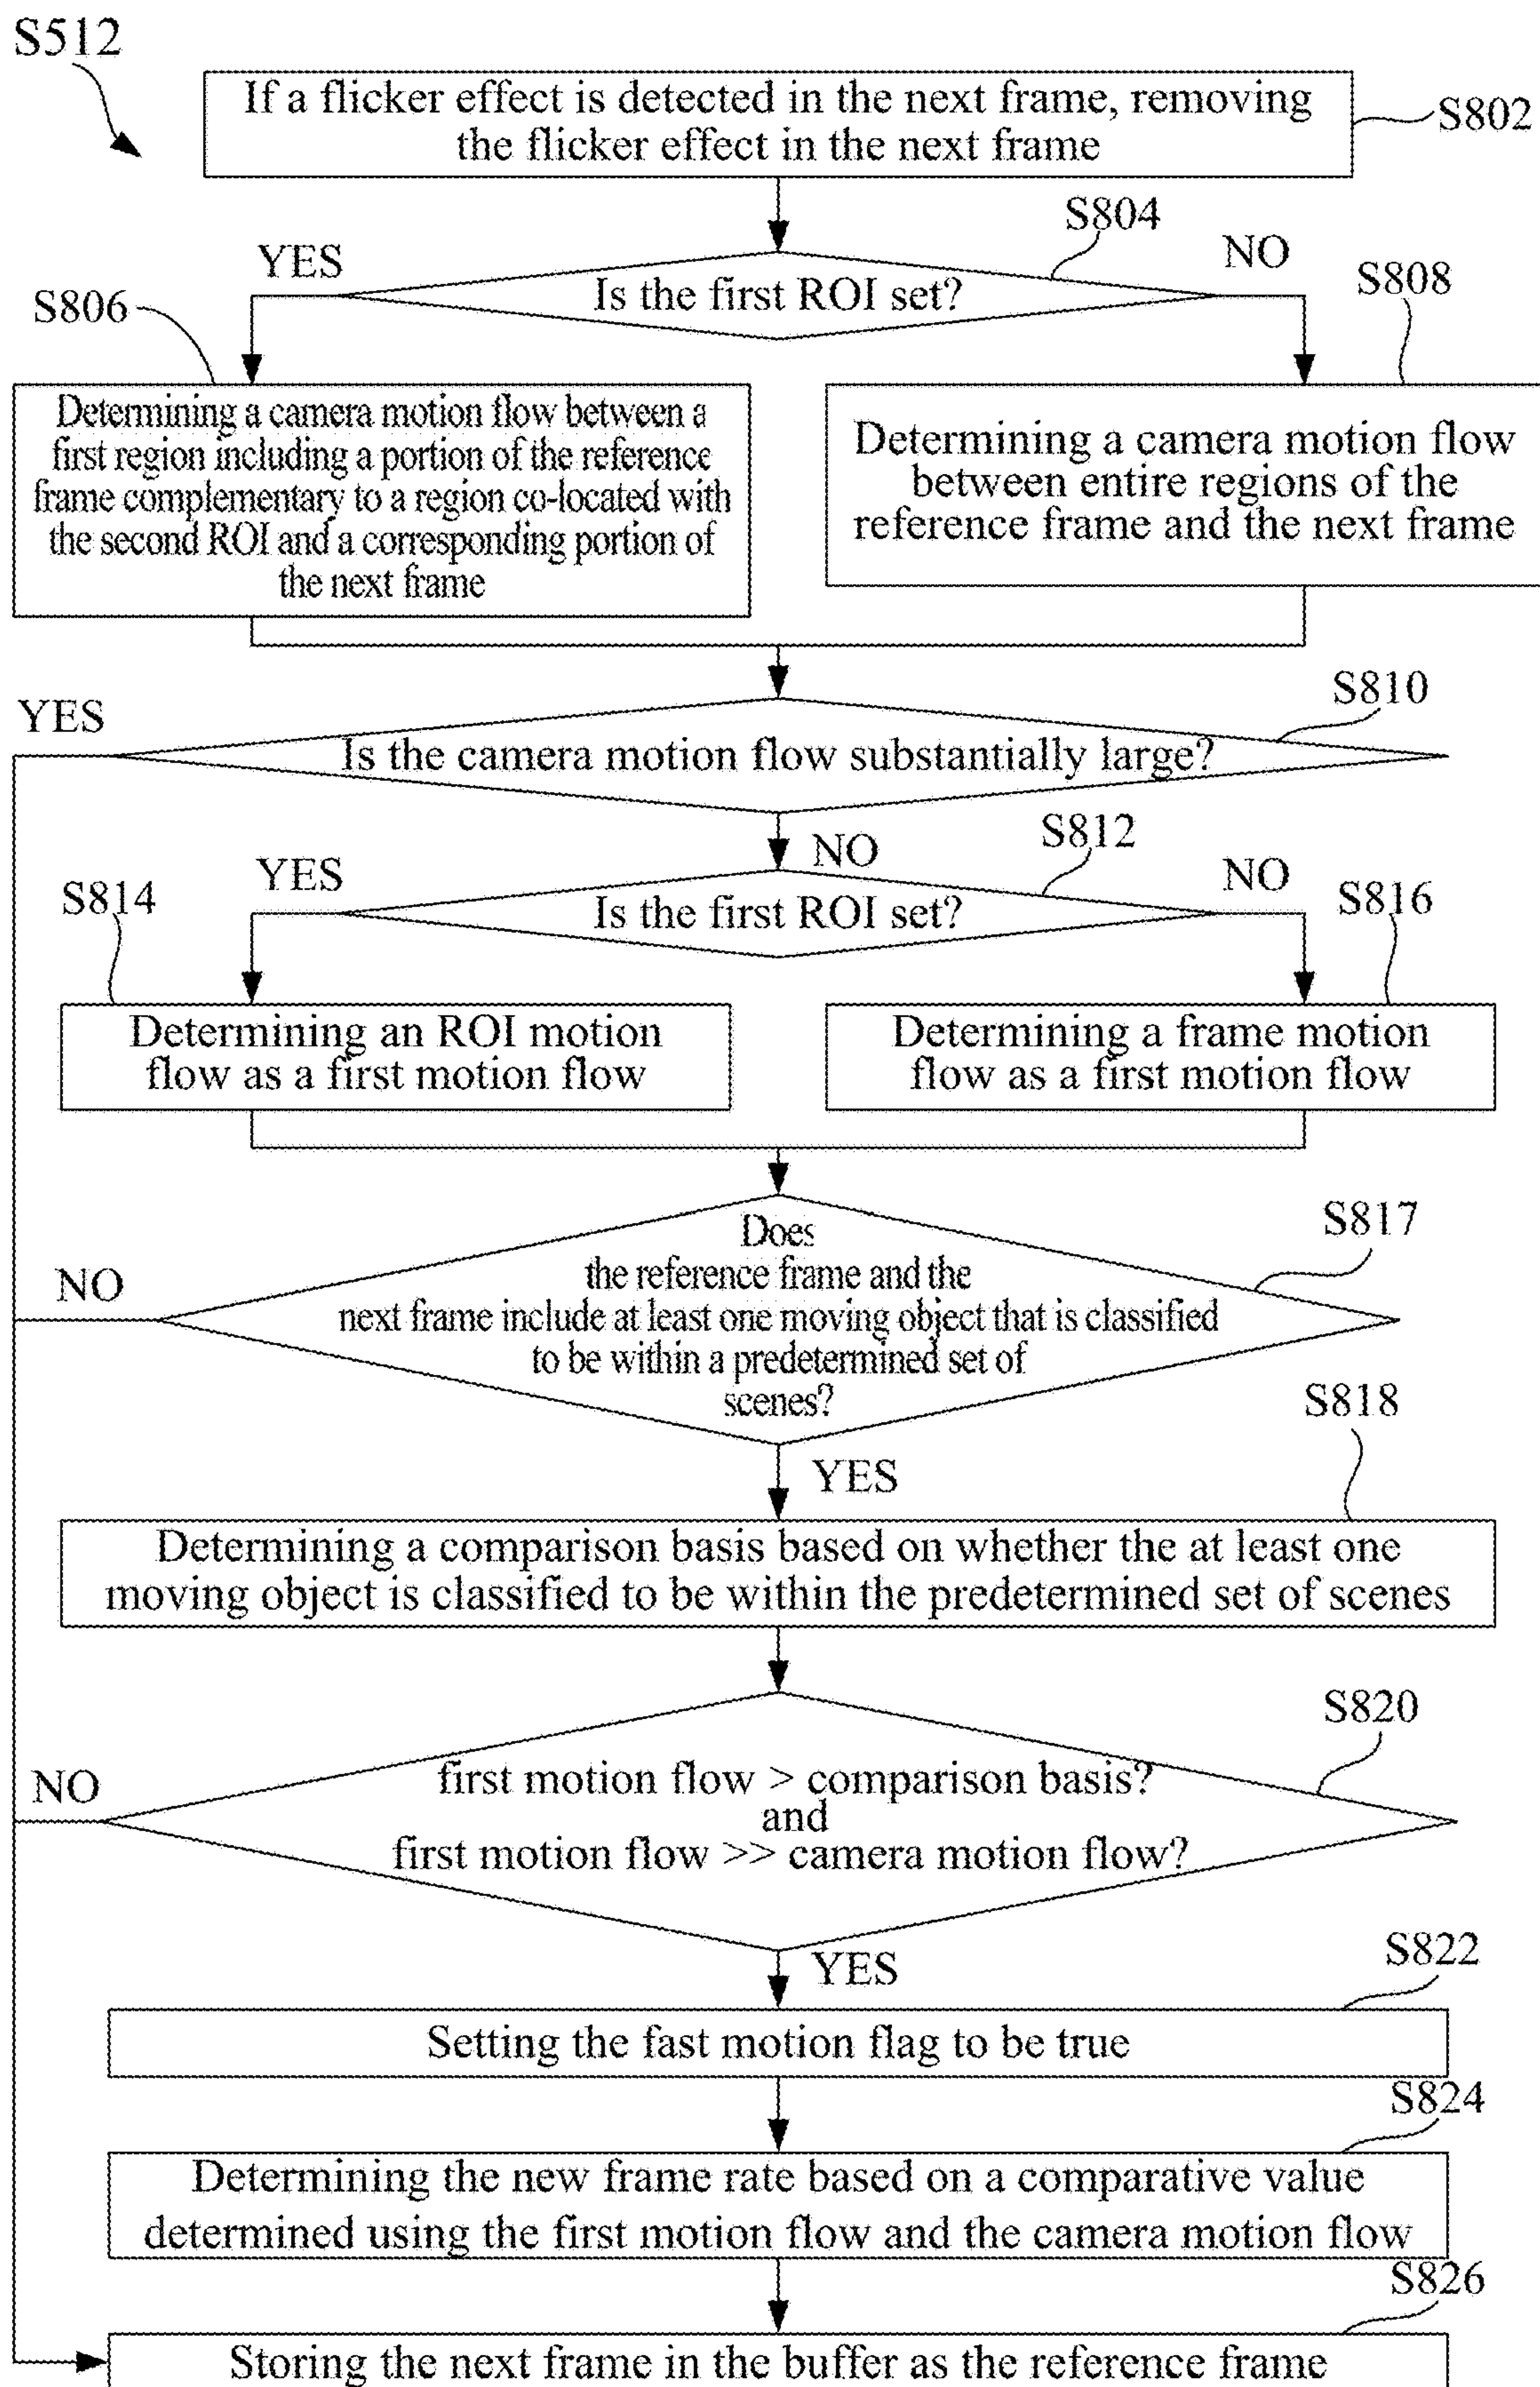 S512
If a flicker effect is detected in the next frame, removing
the flicker effect in the next frame
S802
S804
YES
NO
Is the first ROI set?
S806
S808
Determining a camera motion flow between a
first region including a portion of the reference
frame complementary to a region co-located with
the second ROI and a corresponding portion of
the next frame
Determining a camera motion flow
between entire regions of the
reference frame and the next frame
S810
YES
Is the camera motion flow substantially large?
NO
S812
YES
NO
S814
Is the first ROI set?
S816
Determining an ROI motion
flow as a first motion flow
Determining a frame motion
flow as a first motion flow
S817
NO
Does
the reference frame and the
next frame include at least one moving object that is classified
to be within a predetermined set of
scenes?
S818
YES
Determining a comparison basis based on whether the at least one
moving object is classified to be within the predetermined set of scenes
S820
NO
first motion flow > comparison basis?
and
first motion flow >> camera motion flow?
YES
S822
Setting the fast motion flag to be true
S824
Determining the new frame rate based on a comparative value
determined using the first motion flow and the camera motion flow
S826
Storing the next frame in the buffer as the reference frame